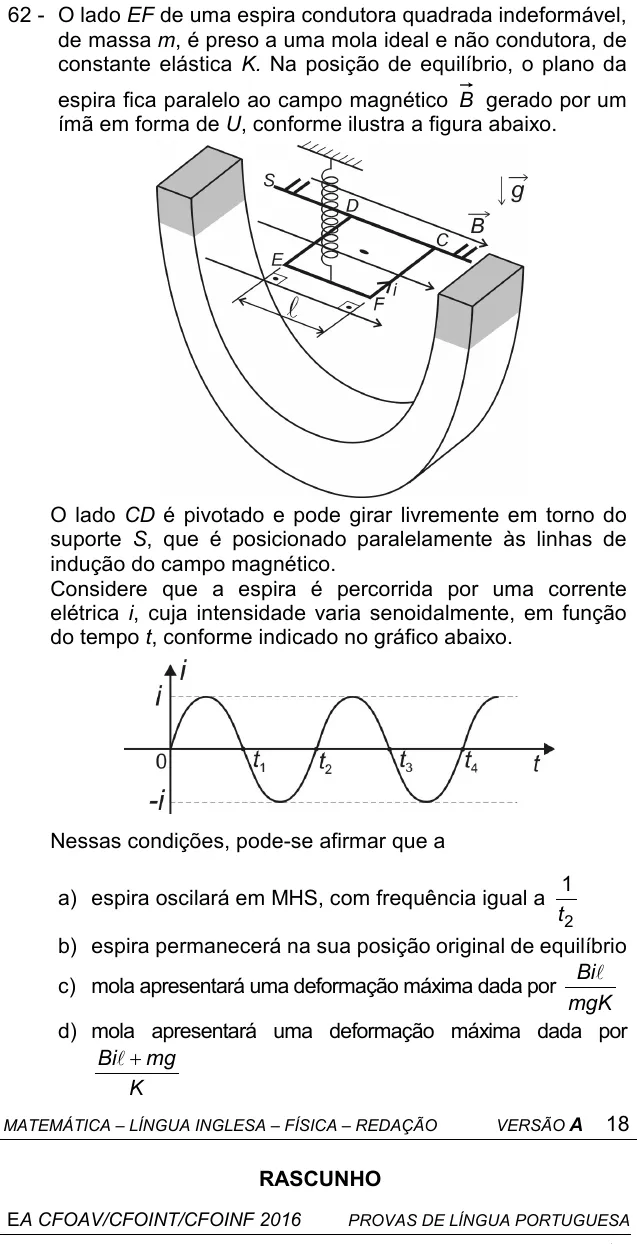 62 - O lado EF de uma espira condutora quadrada indeformável,
de massa m, é preso a uma mola ideal e não condutora, de
constante elástica K. Na posição de equilíbrio, o plano da
espira fica paralelo ao campo magnético B gerado por um
ímã em forma de U, conforme ilustra a figura abaixo.
S
D
g
B
C
E
F
i
ℓ
O lado CD é pivotado e pode girar livremente em torno do
suporte S, que é posicionado paralelamente às linhas de
indução do campo magnético.
Considere que a espira é percorrida por uma corrente
elétrica i, cuja intensidade varia senoidalmente, em função
do tempo t, conforme indicado no gráfico abaixo.
i
i
0 t1 t2 t3 t4 t
-i
Nessas condições, pode-se afirmar que a
a) espira oscilará em MHS, com frequência igual a 1/t2
b) espira permanecerá na sua posição original de equilíbrio
c) mola apresentará uma deformação máxima dada por Biℓ/mgK
d) mola apresentará uma deformação máxima dada por
Biℓ + mg
K
MATEMÁTICA – LÍNGUA INGLESA – FÍSICA – REDAÇÃO VERSÃO A 18
RASCUNHO
EA CFOAV/CFOINT/CFOINF 2016 PROVAS DE LÍNGUA PORTUGUESA